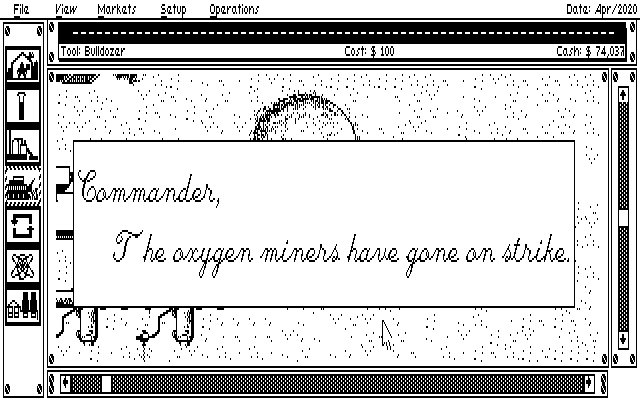 File View Markets Setup Operations Date: Apr/2020
Tool: Bulldozer Cost: $ 100 Cash: $ 74,037
Commander,
The oxygen miners have gone on strike.